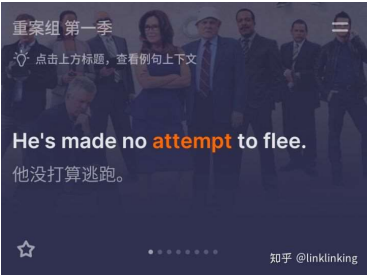 重案组 第一季
点击上方标题，查看例句上下文
He's made no attempt to flee.
他没打算逃跑。
知乎 @linklinking